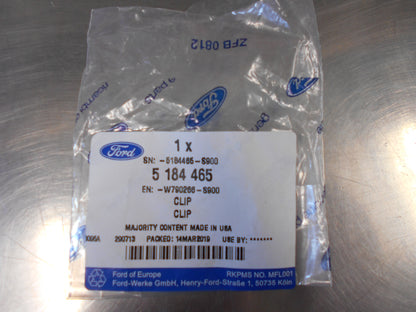 ZFB 0812
Ford
Ford
1 x
SN: -5184465-S900
5 184 465
EN: -W790266-S900
CLIP
CLIP
MAJORITY CONTENT MADE IN USA
290713 PACKED: 14MAR2019 USE BY: *******
Ford of Europe RKPMS NO. MFL001
Ford-Werke GmbH, Henry-Ford-Straße 1, 50735 Köln